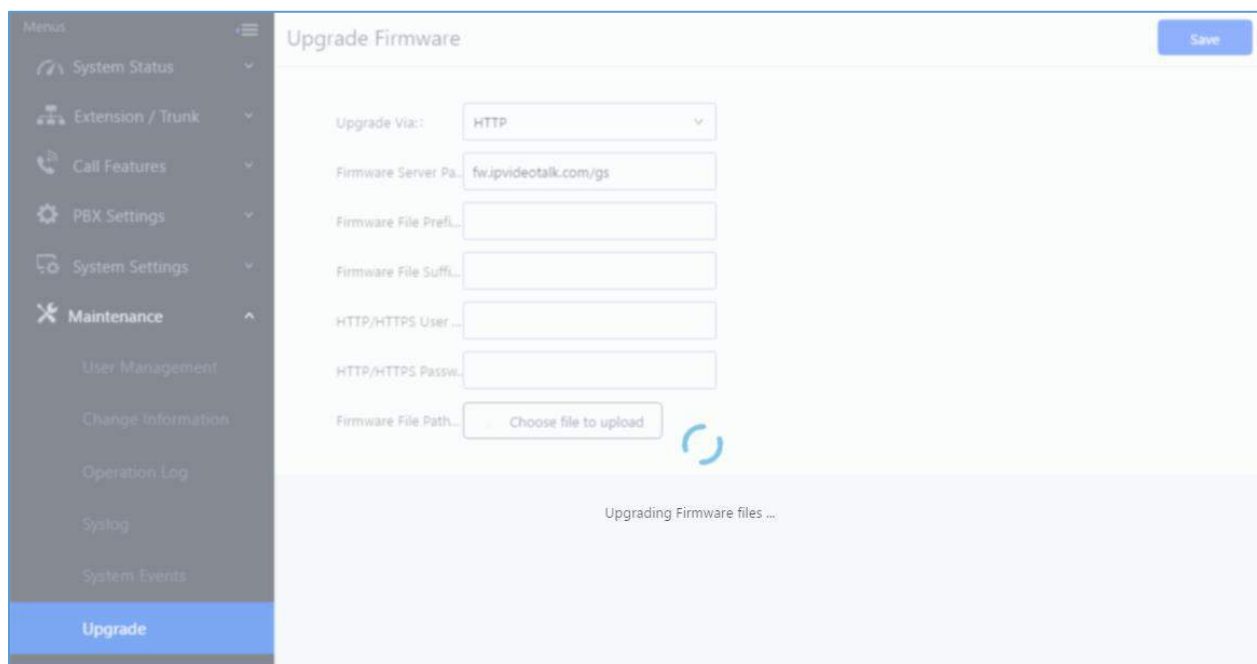 Menus
System Status
Extension / Trunk
Call Features
PBX Settings
System Settings
Maintenance
User Management
Change Information
Operation Log
Syslog
System Events
Upgrade
Upgrade Firmware
Save
Upgrade Via: :
HTTP
Firmware Server Pa...
fw.ipvideotalk.com/gs
Firmware File Prefi...
Firmware File Suffi...
HTTP/HTTPS User ...
HTTP/HTTPS Passw...
Firmware File Path...
Choose file to upload
Upgrading Firmware files ...